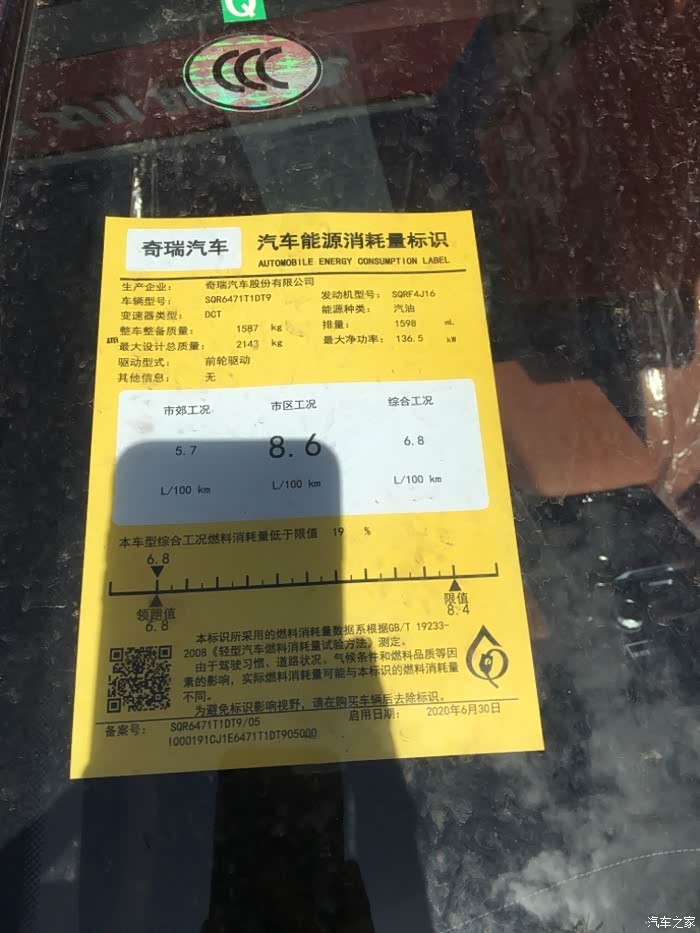 Q
CCC
奇瑞汽车
汽车能源消耗量标识
AUTOMOBILE ENERGY CONSUMPTION LABEL
生产企业： 奇瑞汽车股份有限公司
车辆型号： SQR6471T1DT9 发动机型号： SQRF4J16
变速器类型： DCT 能源种类： 汽油
整车整备质量： 1587 kg 排量： 1598 mL
最大设计总质量： 2143 kg 最大净功率： 136.5 kW
驱动型式： 前轮驱动
其他信息： 无
市郊工况 市区工况 综合工况
5.7 8.6 6.8
L/100 km L/100 km L/100 km
本车型综合工况燃料消耗量低于限值 19 %
6.8
领跑值 限值
6.8 8.4
本标识所采用的燃料消耗量数据系根据GB/T 19233-
2008《轻型汽车燃料消耗量试验方法》测定。
由于驾驶习惯、道路状况、气候条件和燃料品质等因
素的影响，实际燃料消耗量可能与本标识的燃料消耗量
不同。
为避免标识影响视野，请在购买车辆后去除标识。
备案号： SQR6471T1DT9/05 启用日期： 2020年6月30日
I000191CJ1E6471T1DT905000
汽车之家